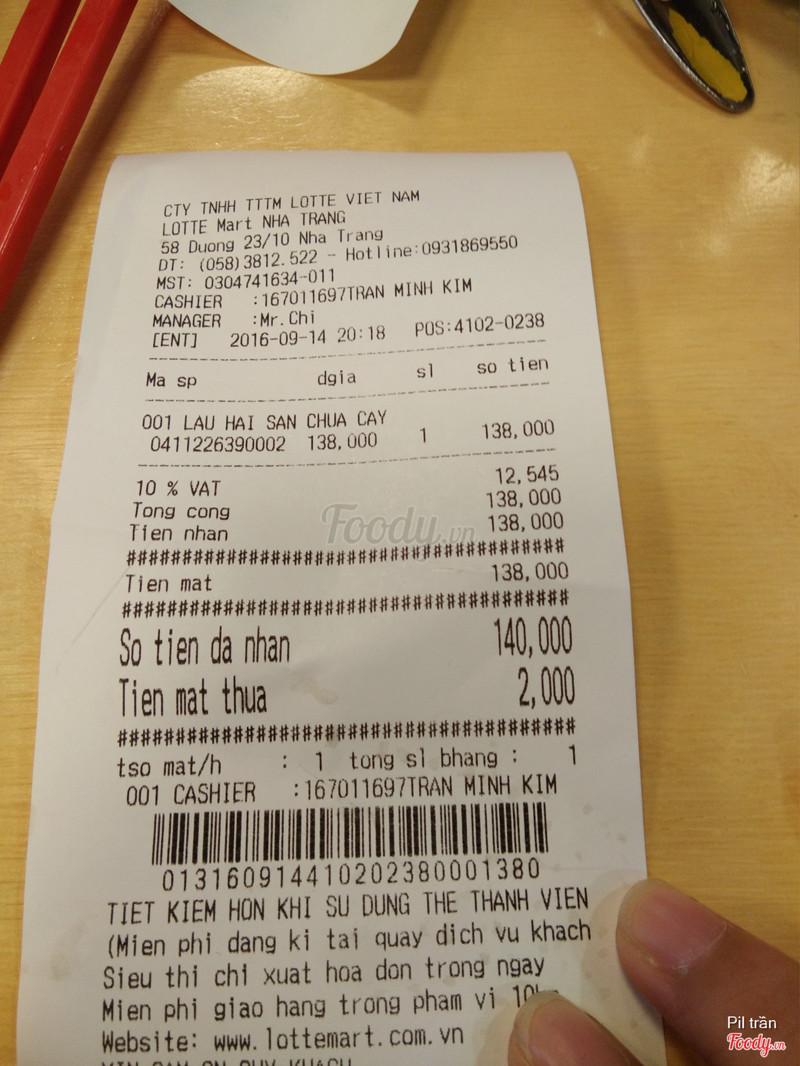 CTY TNHH TTTM LOTTE VIET NAM
LOTTE Mart NHA TRANG
58 Duong 23/10 Nha Trang
DT: (058)3812.522 - Hotline:0931869550
MST: 0304741634-011
CASHIER :167011697TRAN MINH KIM
MANAGER :Mr.Chi
[ENT] 2016-09-14 20:18 POS:4102-0238
Ma sp dgia sl so tien
001 LAU HAI SAN CHUA CAY
0411226390002 138,000 1 138,000
10 % VAT 12,545
Tong cong 138,000
Tien nhan 138,000
Foody.vn
########################################
Tien mat 138,000
########################################
So tien da nhan 140,000
Tien mat thua 2,000
########################################
tso mat/h : 1 tong sl bhang : 1
001 CASHIER :167011697TRAN MINH KIM
01316091441020238​0001380
TIET KIEM HON KHI SU DUNG THE THANH VIEN
(Mien phi dang ki tai quay dich vu khach
Sieu thi chi xuat hoa don trong ngay
Mien phi giao hang trong pham vi
Website: www.lottemart.com.vn
XIN CAM ON QUY KHACH
Pil trần
Foody.vn